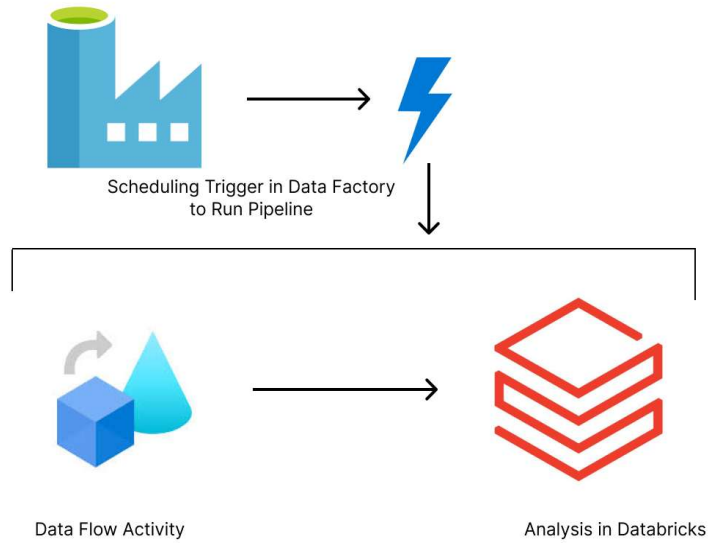 Scheduling Trigger in Data Factory
to Run Pipeline
Data Flow Activity
Analysis in Databricks